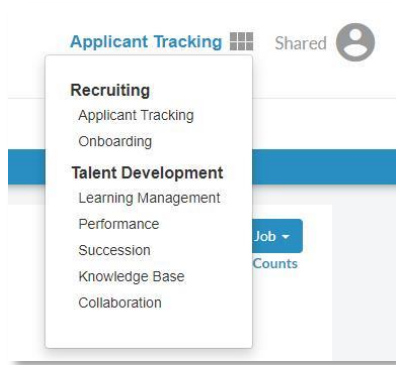 Applicant Tracking Shared
Recruiting
Applicant Tracking
Onboarding
Talent Development
Learning Management
Performance
Job
Succession
Counts
Knowledge Base
Collaboration